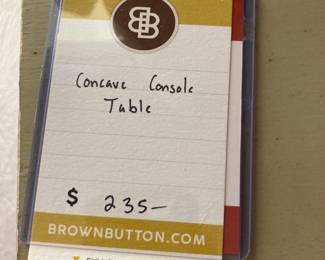 Concave Console
Table
$ 235—
BROWNBUTTON.COM